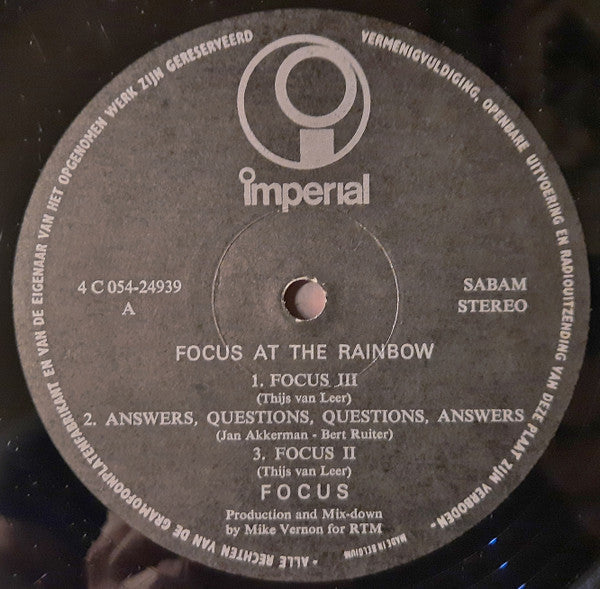 • ALLE RECHTEN VAN DE GRAMOFOONPLATENFABRIKANT EN VAN DE EIGENAAR VAN HET OPGENOMEN WERK ZIJN GERESERVEERD
VERMENIGVULDIGING, OPENBARE UITVOERING EN RADIOUITZENDING VAN DEZE PLAAT ZIJN VERBODEN •
imperial
4 C 054-24939
A
SABAM
STEREO
FOCUS AT THE RAINBOW
1. FOCUS III
(Thijs van Leer)
2. ANSWERS, QUESTIONS, QUESTIONS, ANSWERS
(Jan Akkerman - Bert Ruiter)
3. FOCUS II
(Thijs van Leer)
FOCUS
Production and Mix-down
by Mike Vernon for RTM
MADE IN BELGIUM